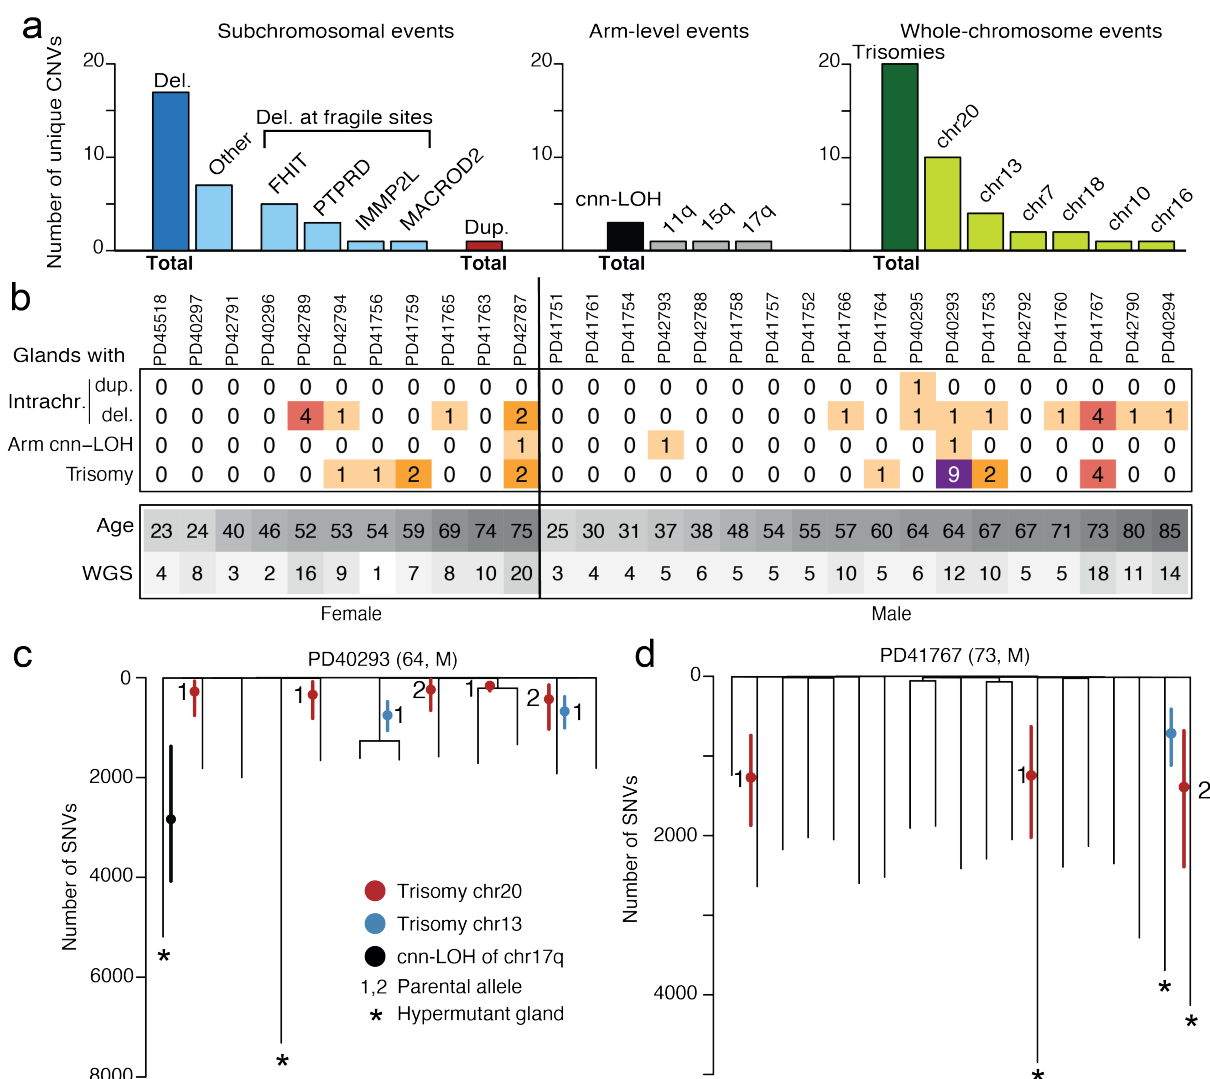 a
Subchromosomal events
Arm-level events
Whole-chromosome events
Number of unique CNVs
20
10
0
Del.
Other
Del. at fragile sites
FHIT
PTPRD
IMMP2L
MACROD2
Dup.
Total
Total
20
10
0
cnn-LOH
11q
15q
17q
Total
20
10
0
Trisomies
chr20
chr13
chr7
chr18
chr10
chr16
Total
b
PD45518 PD40297 PD42791 PD40296 PD42789 PD42794 PD41756 PD41759 PD41765 PD41763 PD42787 PD41751 PD41761 PD41754 PD42793 PD42788 PD41758 PD41757 PD41752 PD41766 PD41764 PD40295 PD40293 PD41753 PD42792 PD41760 PD41767 PD42790 PD40294
Glands with
Intrachr.
dup. 0 0 0 0 0 0 0 0 0 0 0 0 0 0 0 0 0 0 0 0 0 1 0 0 0 0 0 0 0
del. 0 0 0 0 4 1 0 0 1 0 2 0 0 0 0 0 0 0 0 1 0 1 1 1 0 1 4 1 1
Arm cnn–LOH 0 0 0 0 0 0 0 0 0 0 1 0 0 0 1 0 0 0 0 0 0 0 1 0 0 0 0 0 0
Trisomy 0 0 0 0 0 1 1 2 0 0 2 0 0 0 0 0 0 0 0 0 1 0 9 2 0 0 4 0 0
Age 23 24 40 46 52 53 54 59 69 74 75 25 30 31 37 38 48 54 55 57 60 64 64 67 67 71 73 80 85
WGS 4 8 3 2 16 9 1 7 8 10 20 3 4 4 5 6 5 5 5 10 5 6 12 10 5 5 18 11 14
Female
Male
c
PD40293 (64, M)
Number of SNVs
0
2000
4000
6000
8000
1
1
1
2
1
2
1
*
*
Trisomy chr20
Trisomy chr13
cnn-LOH of chr17q
1,2 Parental allele
* Hypermutant gland
d
PD41767 (73, M)
Number of SNVs
0
2000
4000
1
1
2
*
*
*